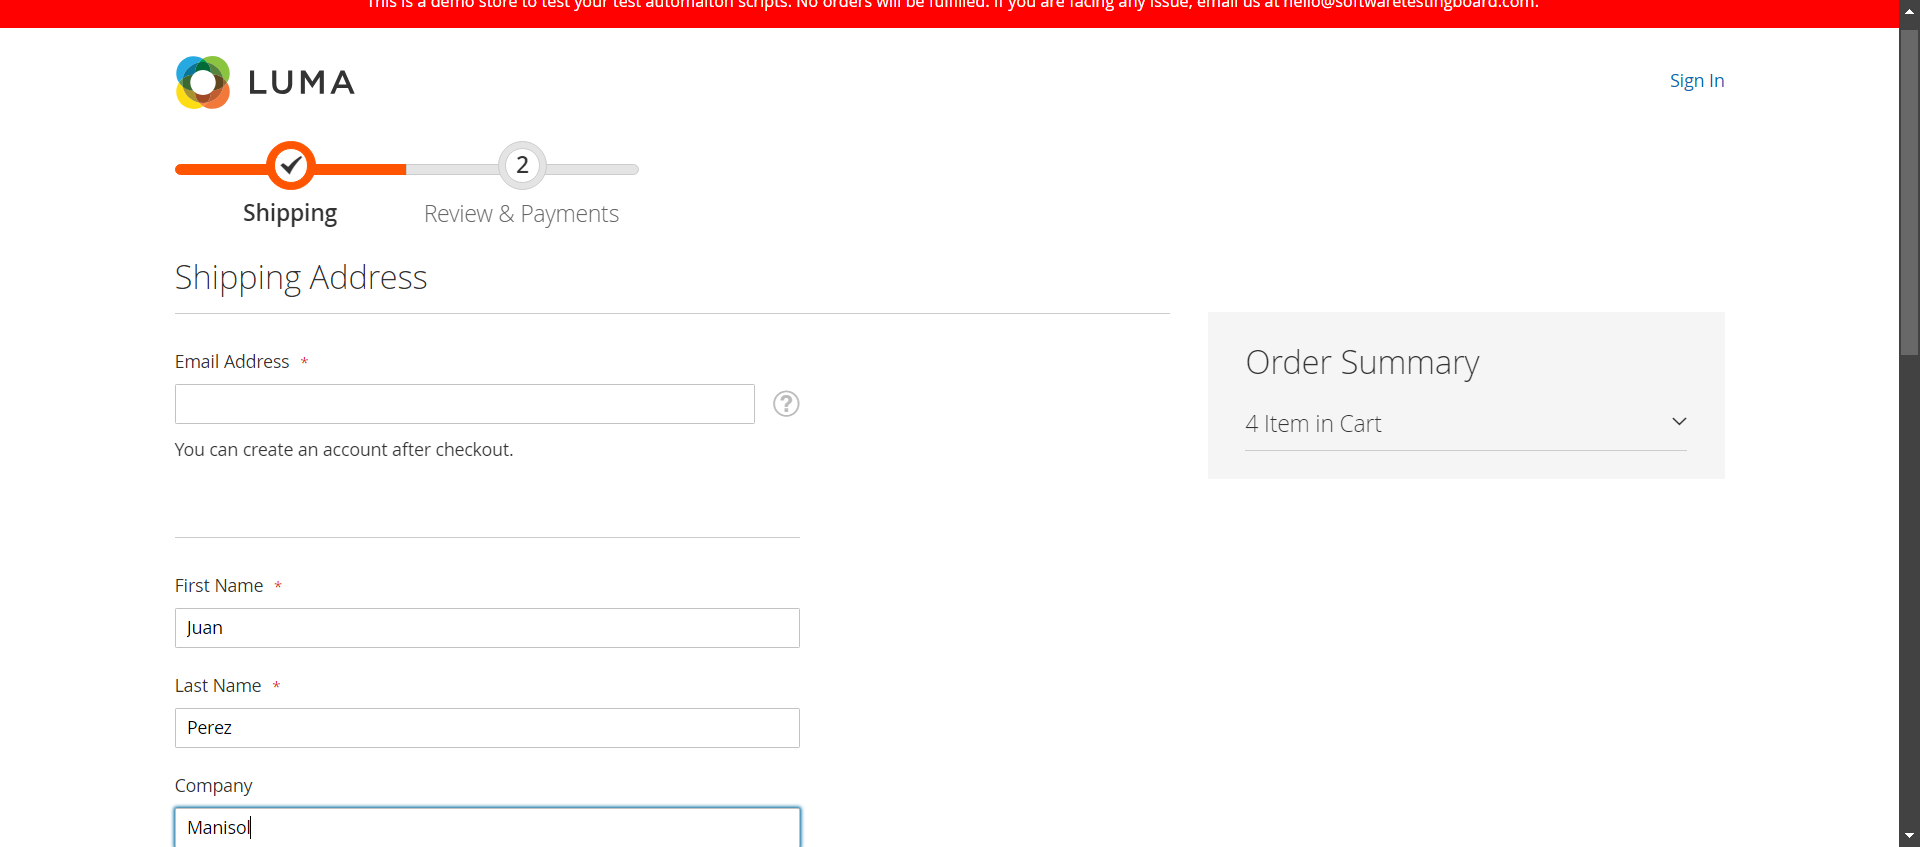 This is a demo store to test your test automaiton scripts. No orders will be fulfilled. If you are facing any issue, email us at hello@softwaretestingboard.com.
LUMA
Sign In
2
Shipping
Review & Payments
Shipping Address
Order Summary
4 Item in Cart
Email Address *
?
You can create an account after checkout.
First Name *
Juan
Last Name *
Perez
Company
Manisol